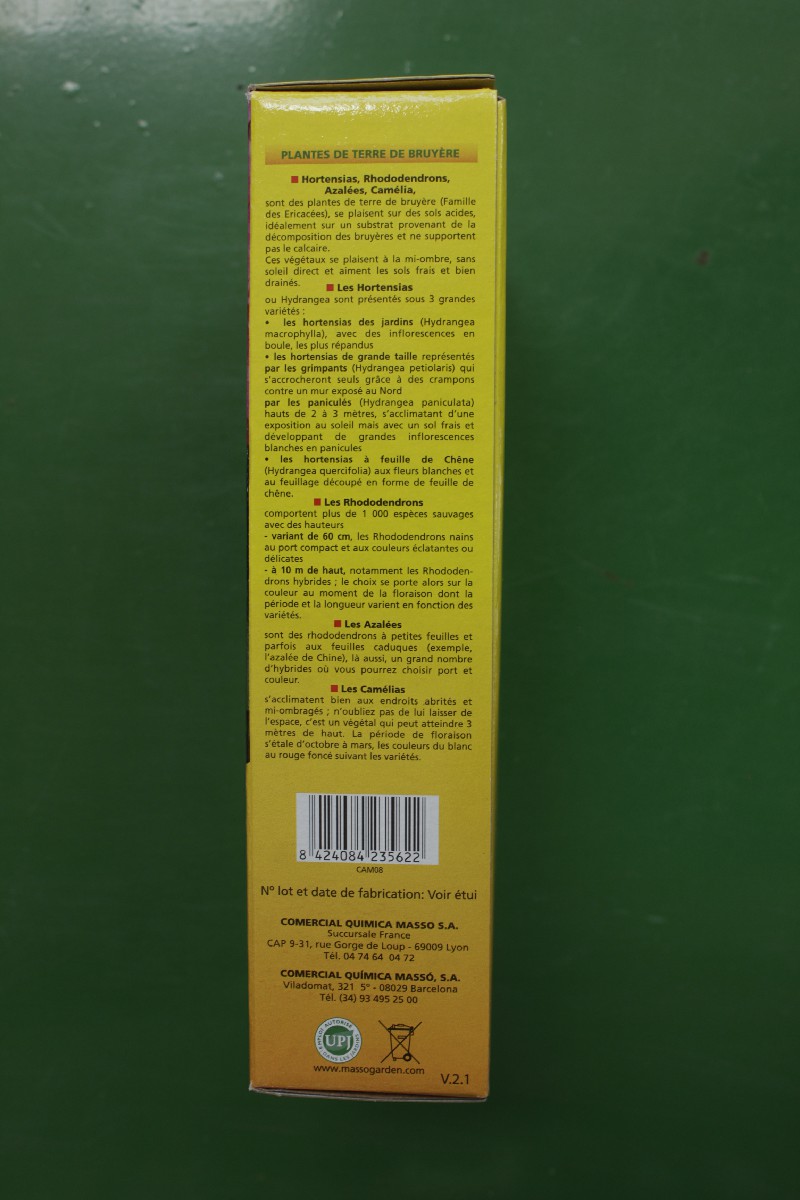 PLANTES DE TERRE DE BRUYÈRE
Hortensias, Rhododendrons,
Azalées, Camélia,
sont des plantes de terre de bruyère (Famille
des Ericacées), se plaisent sur des sols acides,
idéalement sur un substrat provenant de la
décomposition des bruyères et ne supportent
pas le calcaire.
Ces végétaux se plaisent à la mi-ombre, sans
soleil direct et aiment les sols frais et bien
drainés.
Les Hortensias
ou Hydrangea sont présentés sous 3 grandes
variétés :
• les hortensias des jardins (Hydrangea
macrophylla), avec des inflorescences en
boule, les plus répandus
• les hortensias de grande taille représentés
par les grimpants (Hydrangea petiolaris) qui
s'accrocheront seuls grâce à des crampons
contre un mur exposé au Nord
par les paniculés (Hydrangea paniculata)
hauts de 2 à 3 mètres, s'acclimatant d'une
exposition au soleil mais avec un sol frais et
développant de grandes inflorescences
blanches en panicules
• les hortensias à feuille de Chêne
(Hydrangea quercifolia) aux fleurs blanches et
au feuillage découpé en forme de feuille de
chêne.
Les Rhododendrons
comportent plus de 1 000 espèces sauvages
avec des hauteurs
- variant de 60 cm, les Rhododendrons nains
au port compact et aux couleurs éclatantes ou
délicates
- à 10 m de haut, notamment les Rhododen-
drons hybrides ; le choix se porte alors sur la
couleur au moment de la floraison dont la
période et la longueur varient en fonction des
variétés.
Les Azalées
sont des rhododendrons à petites feuilles et
parfois aux feuilles caduques (exemple,
l'azalée de Chine), là aussi, un grand nombre
d'hybrides où vous pourrez choisir port et
couleur.
Les Camélias
s'acclimatent bien aux endroits abrités et
mi-ombragés ; n'oubliez pas de lui laisser de
l'espace, c'est un végétal qui peut atteindre 3
mètres de haut. La période de floraison
s'étale d'octobre à mars, les couleurs du blanc
au rouge foncé suivant les variétés.
8 424084 235622
CAM08
N° lot et date de fabrication: Voir étui
COMERCIAL QUIMICA MASSO S.A.
Succursale France
CAP 9-31, rue Gorge de Loup - 69009 Lyon
Tél. 04 74 64 04 72
COMERCIAL QUÍMICA MASSÓ, S.A.
Viladomat, 321 5° - 08029 Barcelona
Tél. (34) 93 495 25 00
EMPLOI AUTORISÉ DANS LES JARDINS
UPJ
www.massogarden.com
V.2.1